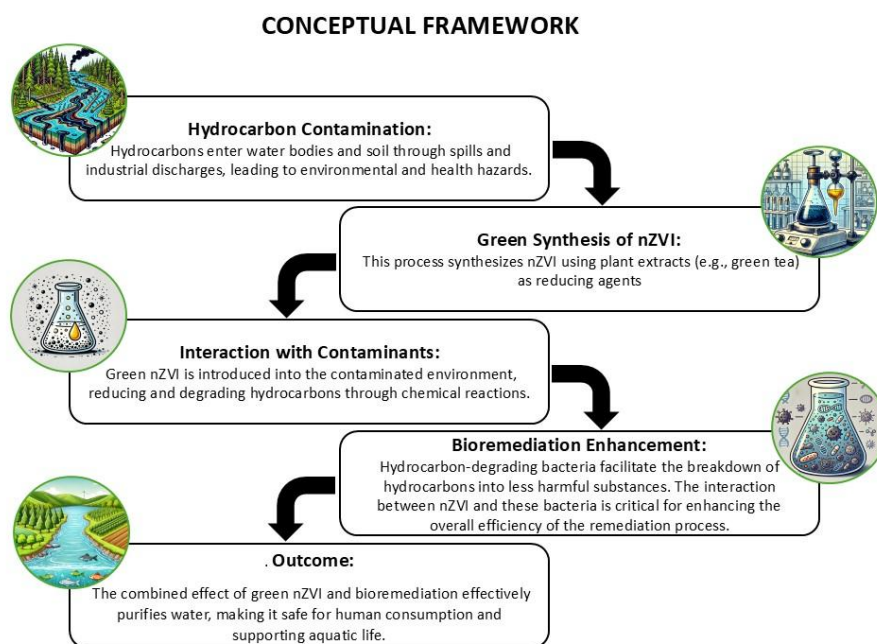 CONCEPTUAL FRAMEWORK
Hydrocarbon Contamination:
Hydrocarbons enter water bodies and soil through spills and
industrial discharges, leading to environmental and health hazards.
Green Synthesis of nZVI:
This process synthesizes nZVI using plant extracts (e.g., green tea)
as reducing agents
Interaction with Contaminants:
Green nZVI is introduced into the contaminated environment,
reducing and degrading hydrocarbons through chemical reactions.
Bioremediation Enhancement:
Hydrocarbon-degrading bacteria facilitate the breakdown of
hydrocarbons into less harmful substances. The interaction
between nZVI and these bacteria is critical for enhancing the
overall efficiency of the remediation process.
. Outcome:
The combined effect of green nZVI and bioremediation effectively
purifies water, making it safe for human consumption and
supporting aquatic life.